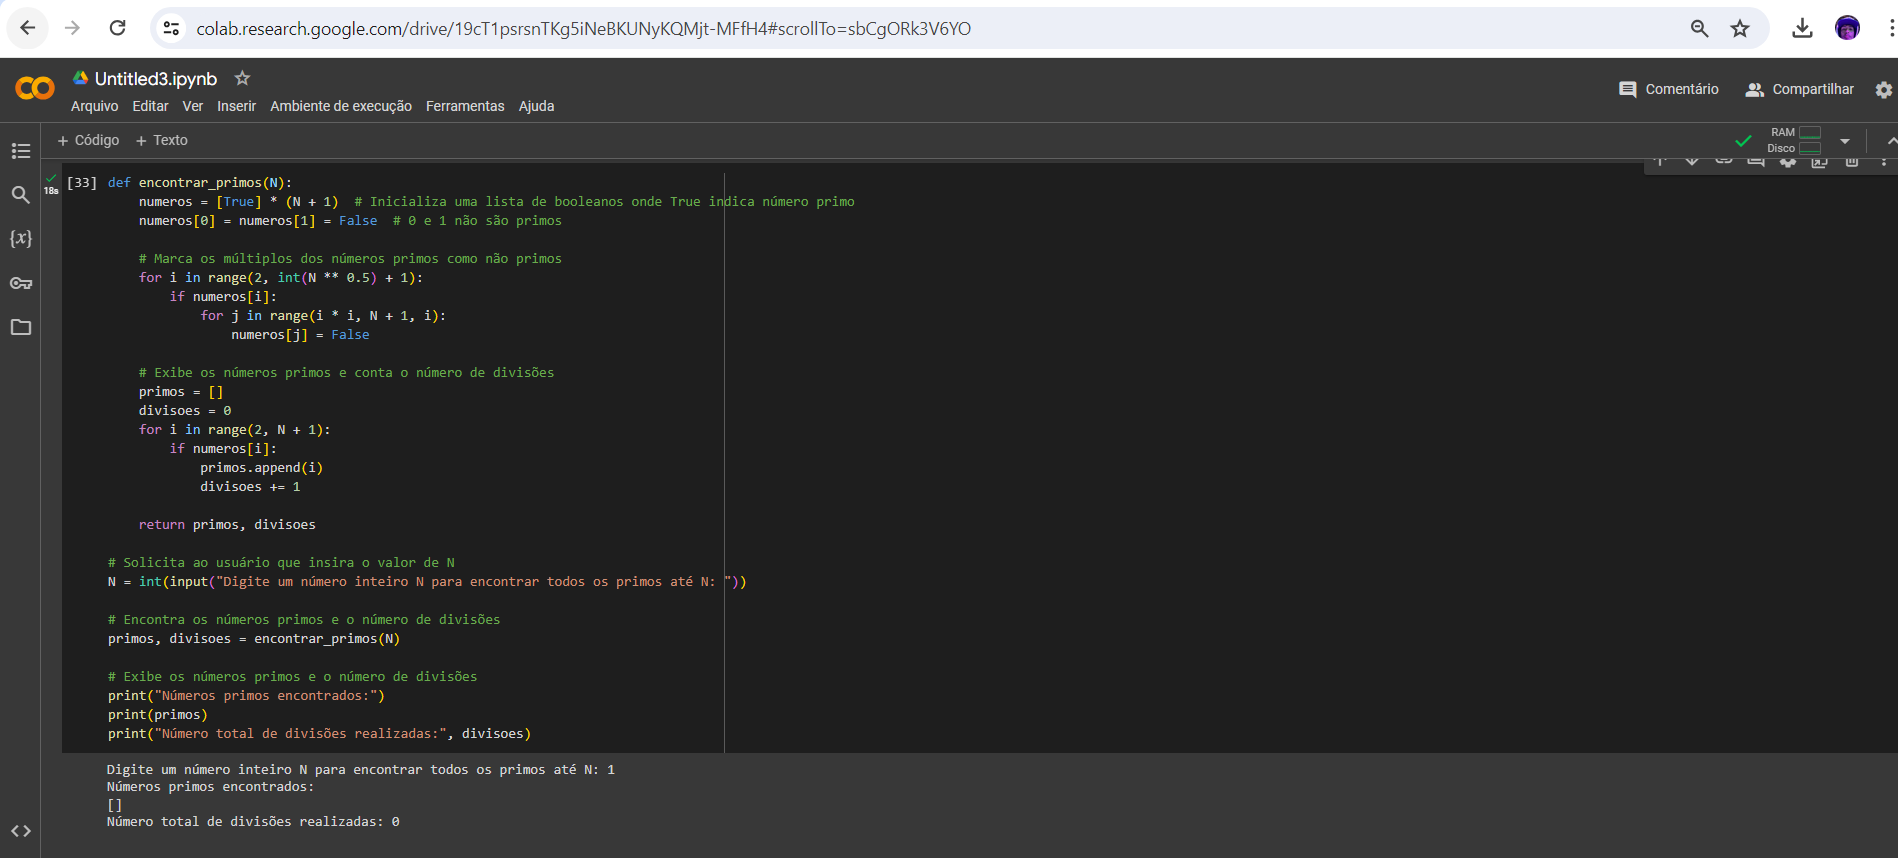 colab.research.google.com/drive/19cT1psrsnTKg5iNeBKUNyKQMjt-MFfH4#scrollTo=sbCgORk3V6YO
Untitled3.ipynb
Arquivo Editar Ver Inserir Ambiente de execução Ferramentas Ajuda
Comentário Compartilhar
+ Código + Texto
RAM
Disco
18s
[33] def encontrar_primos(N):
    numeros = [True] * (N + 1)  # Inicializa uma lista de booleanos onde True indica número primo
    numeros[0] = numeros[1] = False  # 0 e 1 não são primos
    # Marca os múltiplos dos números primos como não primos
    for i in range(2, int(N ** 0.5) + 1):
        if numeros[i]:
            for j in range(i * i, N + 1, i):
                numeros[j] = False
    # Exibe os números primos e conta o número de divisões
    primos = []
    divisoes = 0
    for i in range(2, N + 1):
        if numeros[i]:
            primos.append(i)
            divisoes += 1
    return primos, divisoes
# Solicita ao usuário que insira o valor de N
N = int(input("Digite um número inteiro N para encontrar todos os primos até N: "))
# Encontra os números primos e o número de divisões
primos, divisoes = encontrar_primos(N)
# Exibe os números primos e o número de divisões
print("Números primos encontrados:")
print(primos)
print("Número total de divisões realizadas:", divisoes)
Digite um número inteiro N para encontrar todos os primos até N: 1
Números primos encontrados:
[]
Número total de divisões realizadas: 0